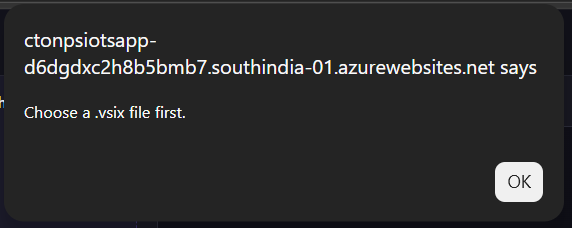 ctonpsiotsapp-
d6dgdxc2h8b5bmb7.southindia-01.azurewebsites.net says
Choose a .vsix file first.
OK